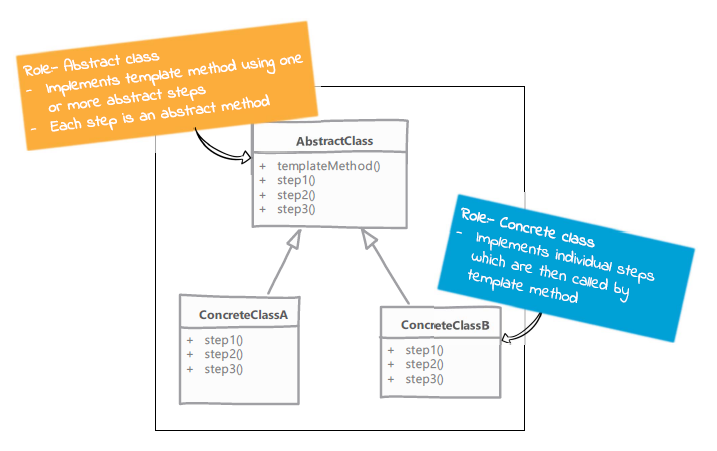 Role:- Abstract class
- Implements template method using one
or more abstract steps
- Each step is an abstract method
AbstractClass
+ templateMethod()
+ step1()
+ step2()
+ step3()
Role:- Concrete class
- Implements individual steps
which are then called by
template method
ConcreteClassA
+ step1()
+ step2()
+ step3()
ConcreteClassB
+ step1()
+ step2()
+ step3()